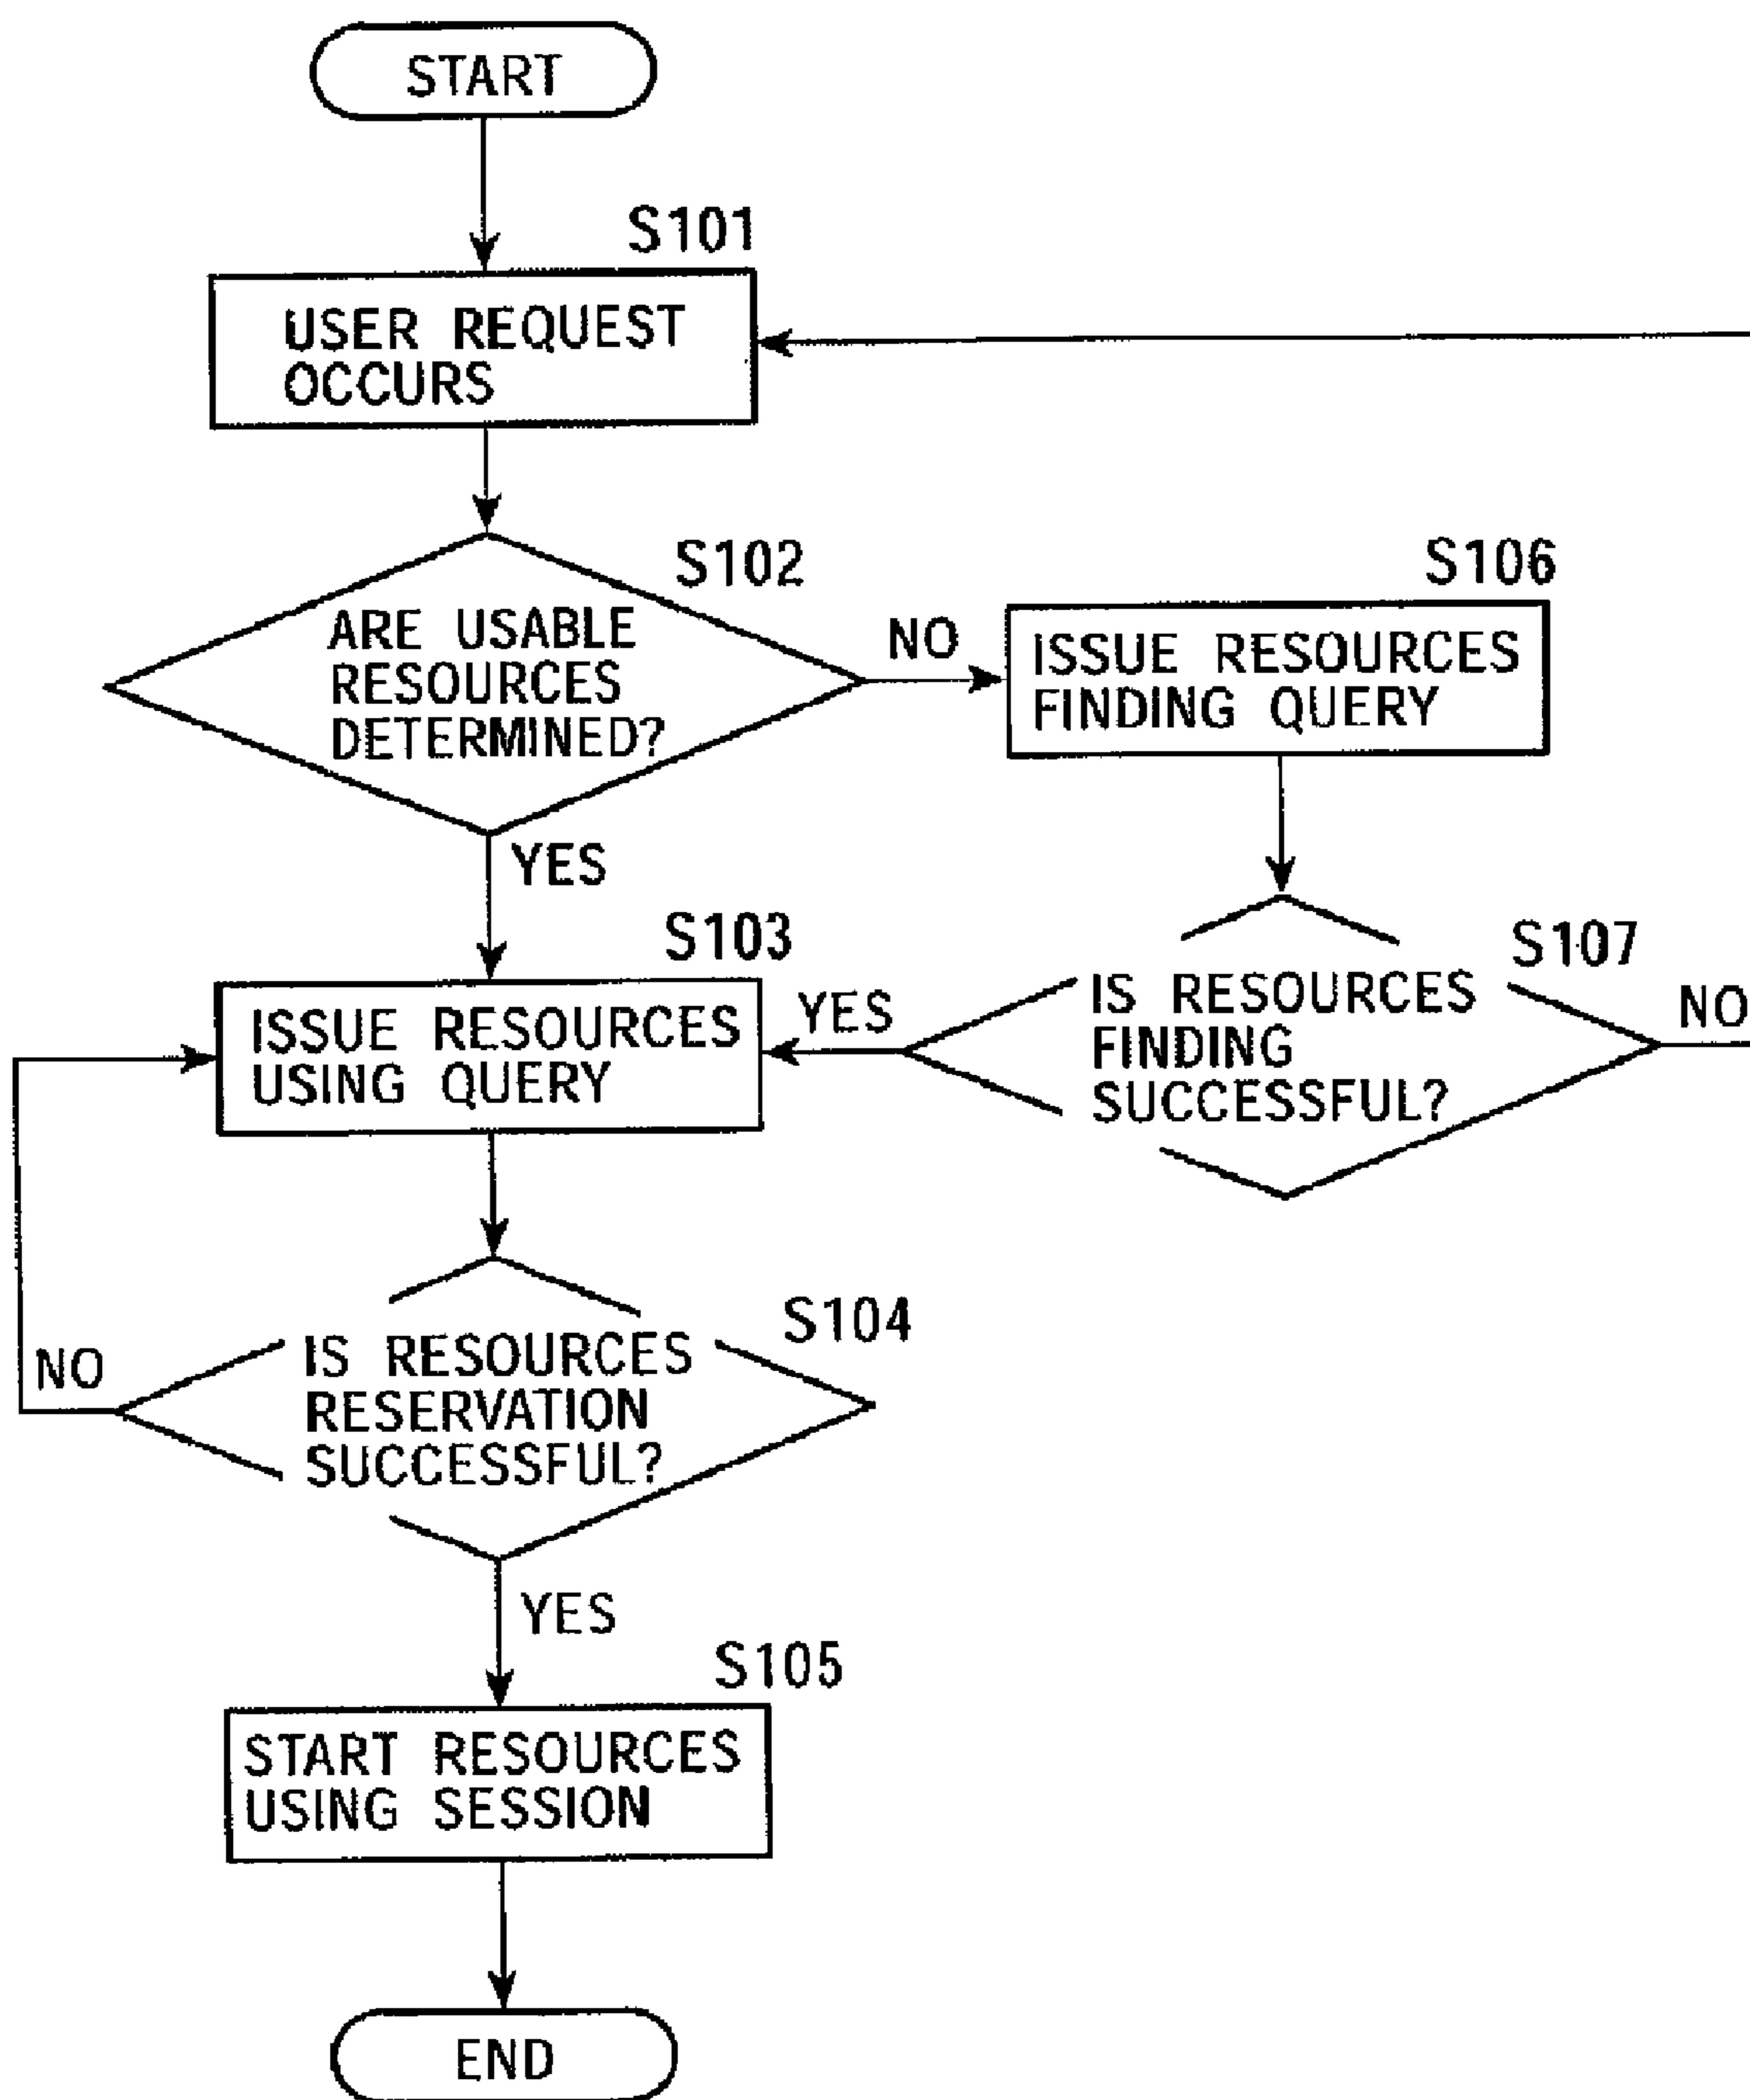 START
S101
USER REQUEST
OCCURS
S102
ARE USABLE
RESOURCES
DETERMINED?
NO
S106
ISSUE RESOURCES
FINDING QUERY
YES
S103
ISSUE RESOURCES
USING QUERY
YES
S107
IS RESOURCES
FINDING
SUCCESSFUL?
NO
S104
IS RESOURCES
RESERVATION
SUCCESSFUL?
NO
YES
S105
START RESOURCES
USING SESSION
END